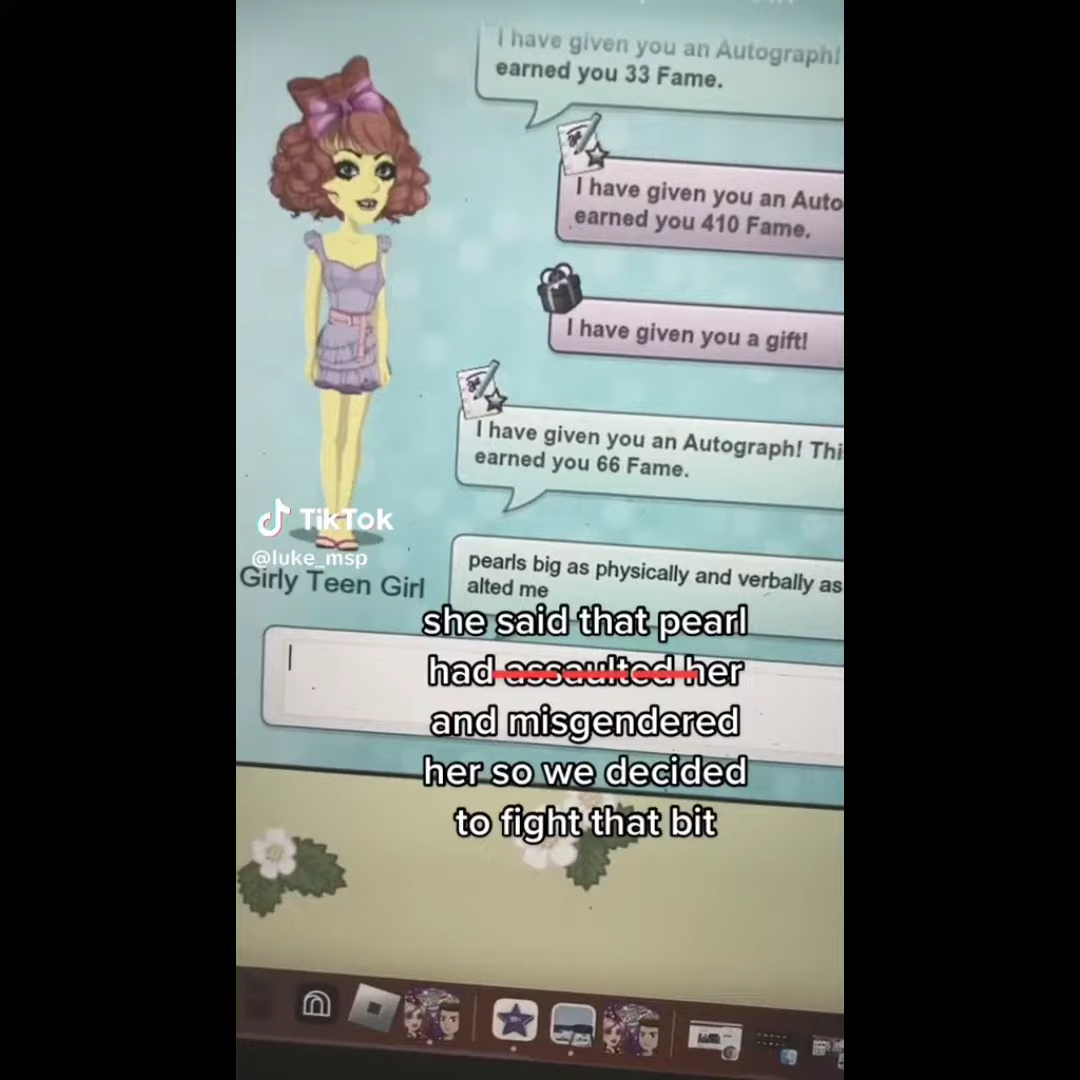 I have given you an Autograph!
earned you 33 Fame.
I have given you an Auto
earned you 410 Fame.
I have given you a gift!
I have given you an Autograph! Thi
earned you 66 Fame.
pearls big as physically and verbally as
alted me
TikTok
@luke_msp
Girly Teen Girl
she said that pearl
had assaulted her
and misgendered
her so we decided
to fight that bit